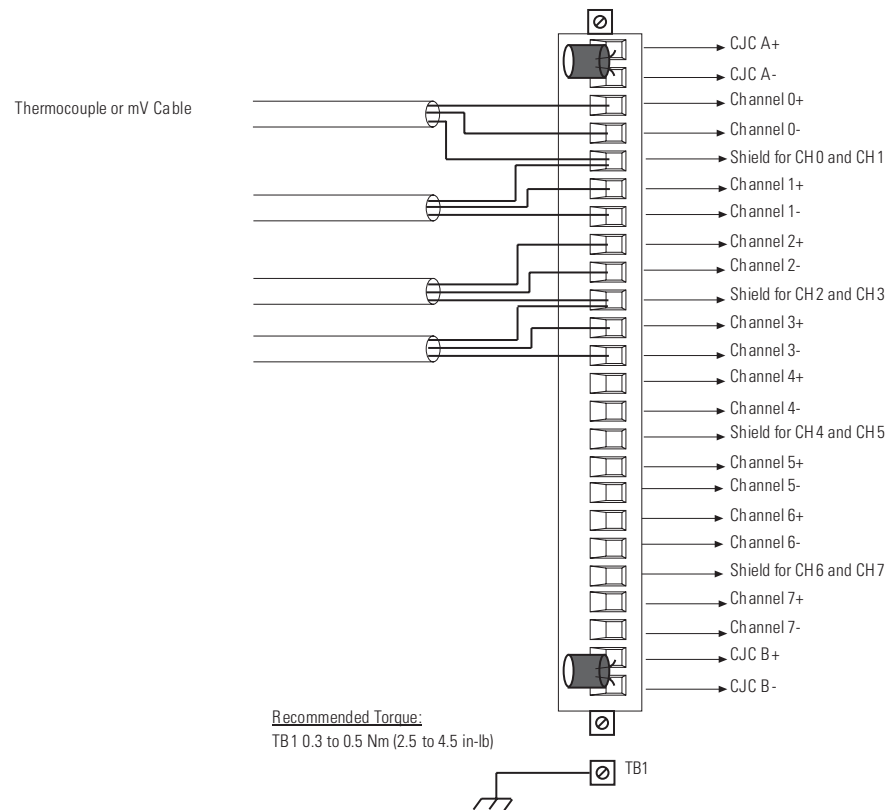 CJC A+
CJC A-
Thermocouple or mV Cable
Channel 0+
Channel 0-
Shield for CH0 and CH1
Channel 1+
Channel 1-
Channel 2+
Channel 2-
Shield for CH2 and CH3
Channel 3+
Channel 3-
Channel 4+
Channel 4-
Shield for CH4 and CH5
Channel 5+
Channel 5-
Channel 6+
Channel 6-
Shield for CH6 and CH7
Channel 7+
Channel 7-
CJC B+
CJC B-
Recommended Torque:
TB1 0.3 to 0.5 Nm (2.5 to 4.5 in-lb)
TB1